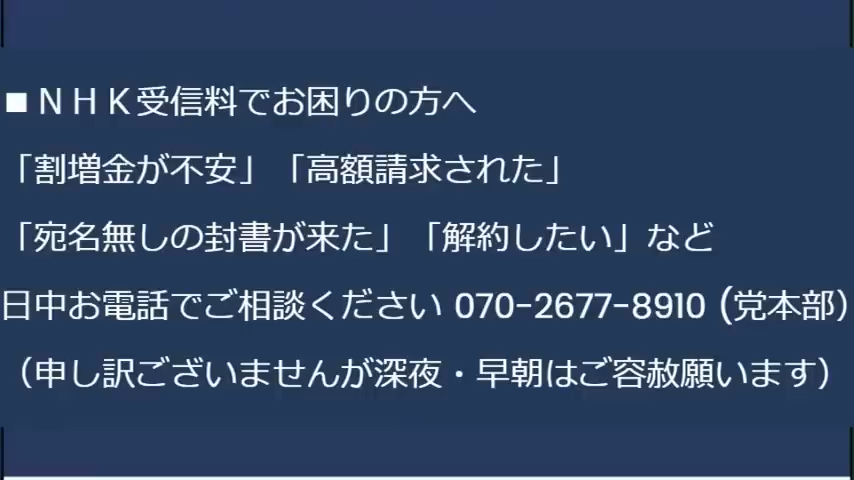 ■ＮＨＫ受信料でお困りの方へ
「割増金が不安」「高額請求された」
「宛名無しの封書が来た」「解約したい」など
日中お電話でご相談ください 070-2677-8910 (党本部）
（申し訳ございませんが深夜・早朝はご容赦願います）